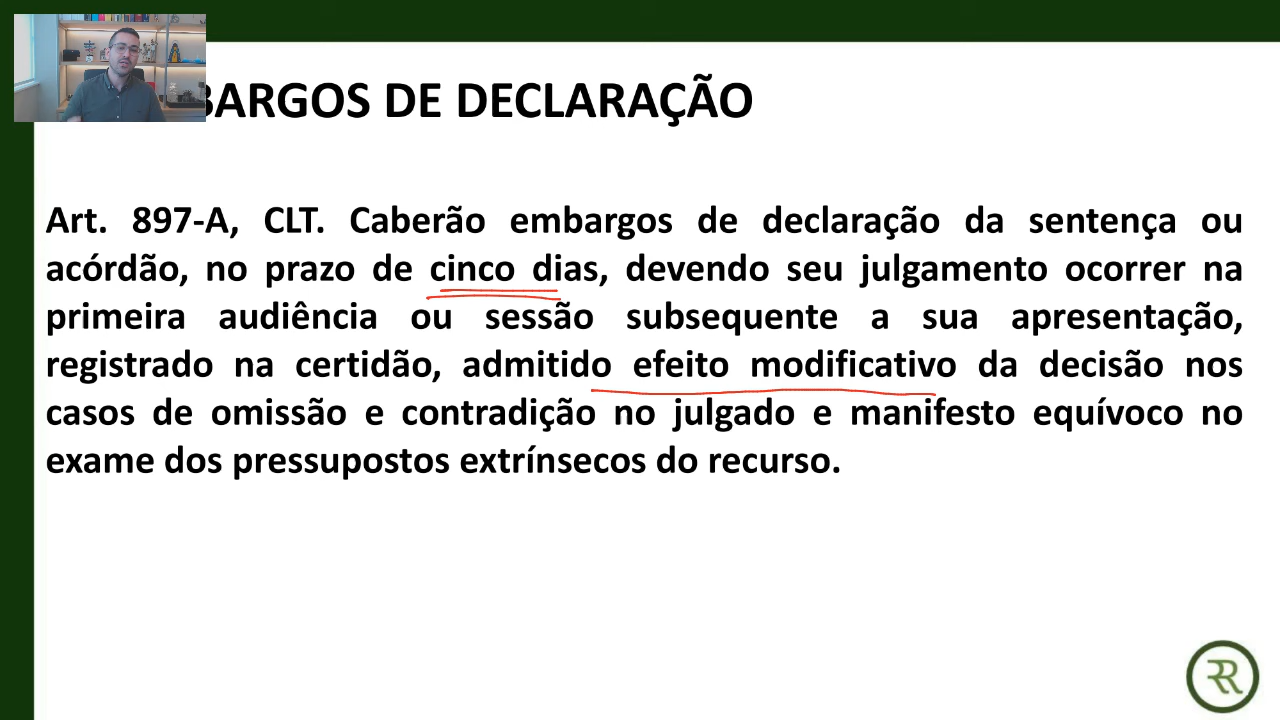 BARGOS DE DECLARAÇÃO
Art. 897-A, CLT. Caberão embargos de declaração da sentença ou
acórdão, no prazo de cinco dias, devendo seu julgamento ocorrer na
primeira audiência ou sessão subsequente a sua apresentação,
registrado na certidão, admitido efeito modificativo da decisão nos
casos de omissão e contradição no julgado e manifesto equívoco no
exame dos pressupostos extrínsecos do recurso.